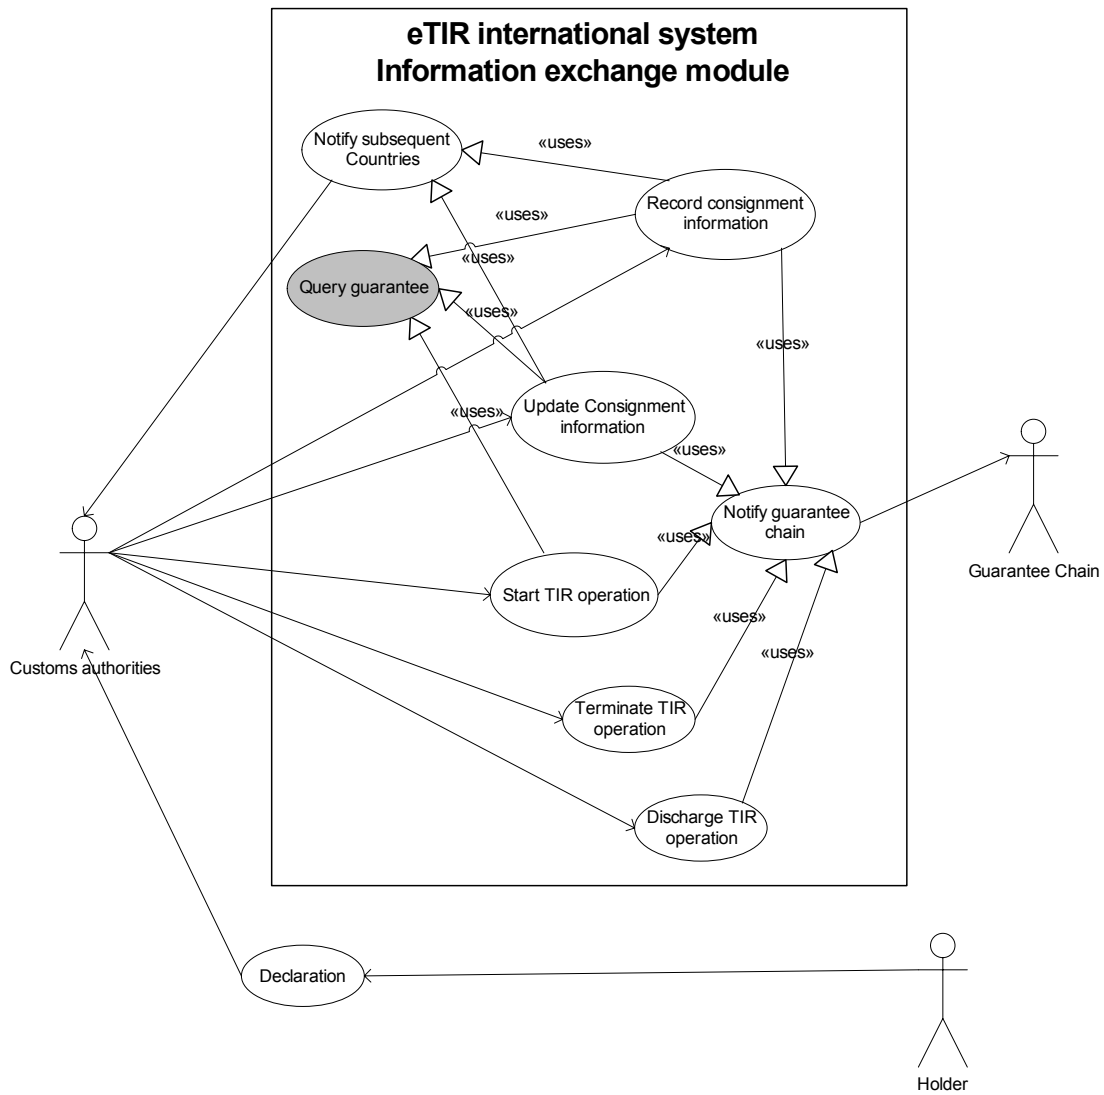 eTIR international system
Information exchange module
Notify subsequent
Countries
«uses»
Record consignment
information
«uses»
«uses»
Query guarantee
«uses»
«uses»
Update Consignment
information
«uses»
«uses»
Notify guarantee
chain
«uses»
Start TIR operation
Guarantee Chain
«uses»
«uses»
Customs authorities
Terminate TIR
operation
Discharge TIR
operation
Declaration
Holder